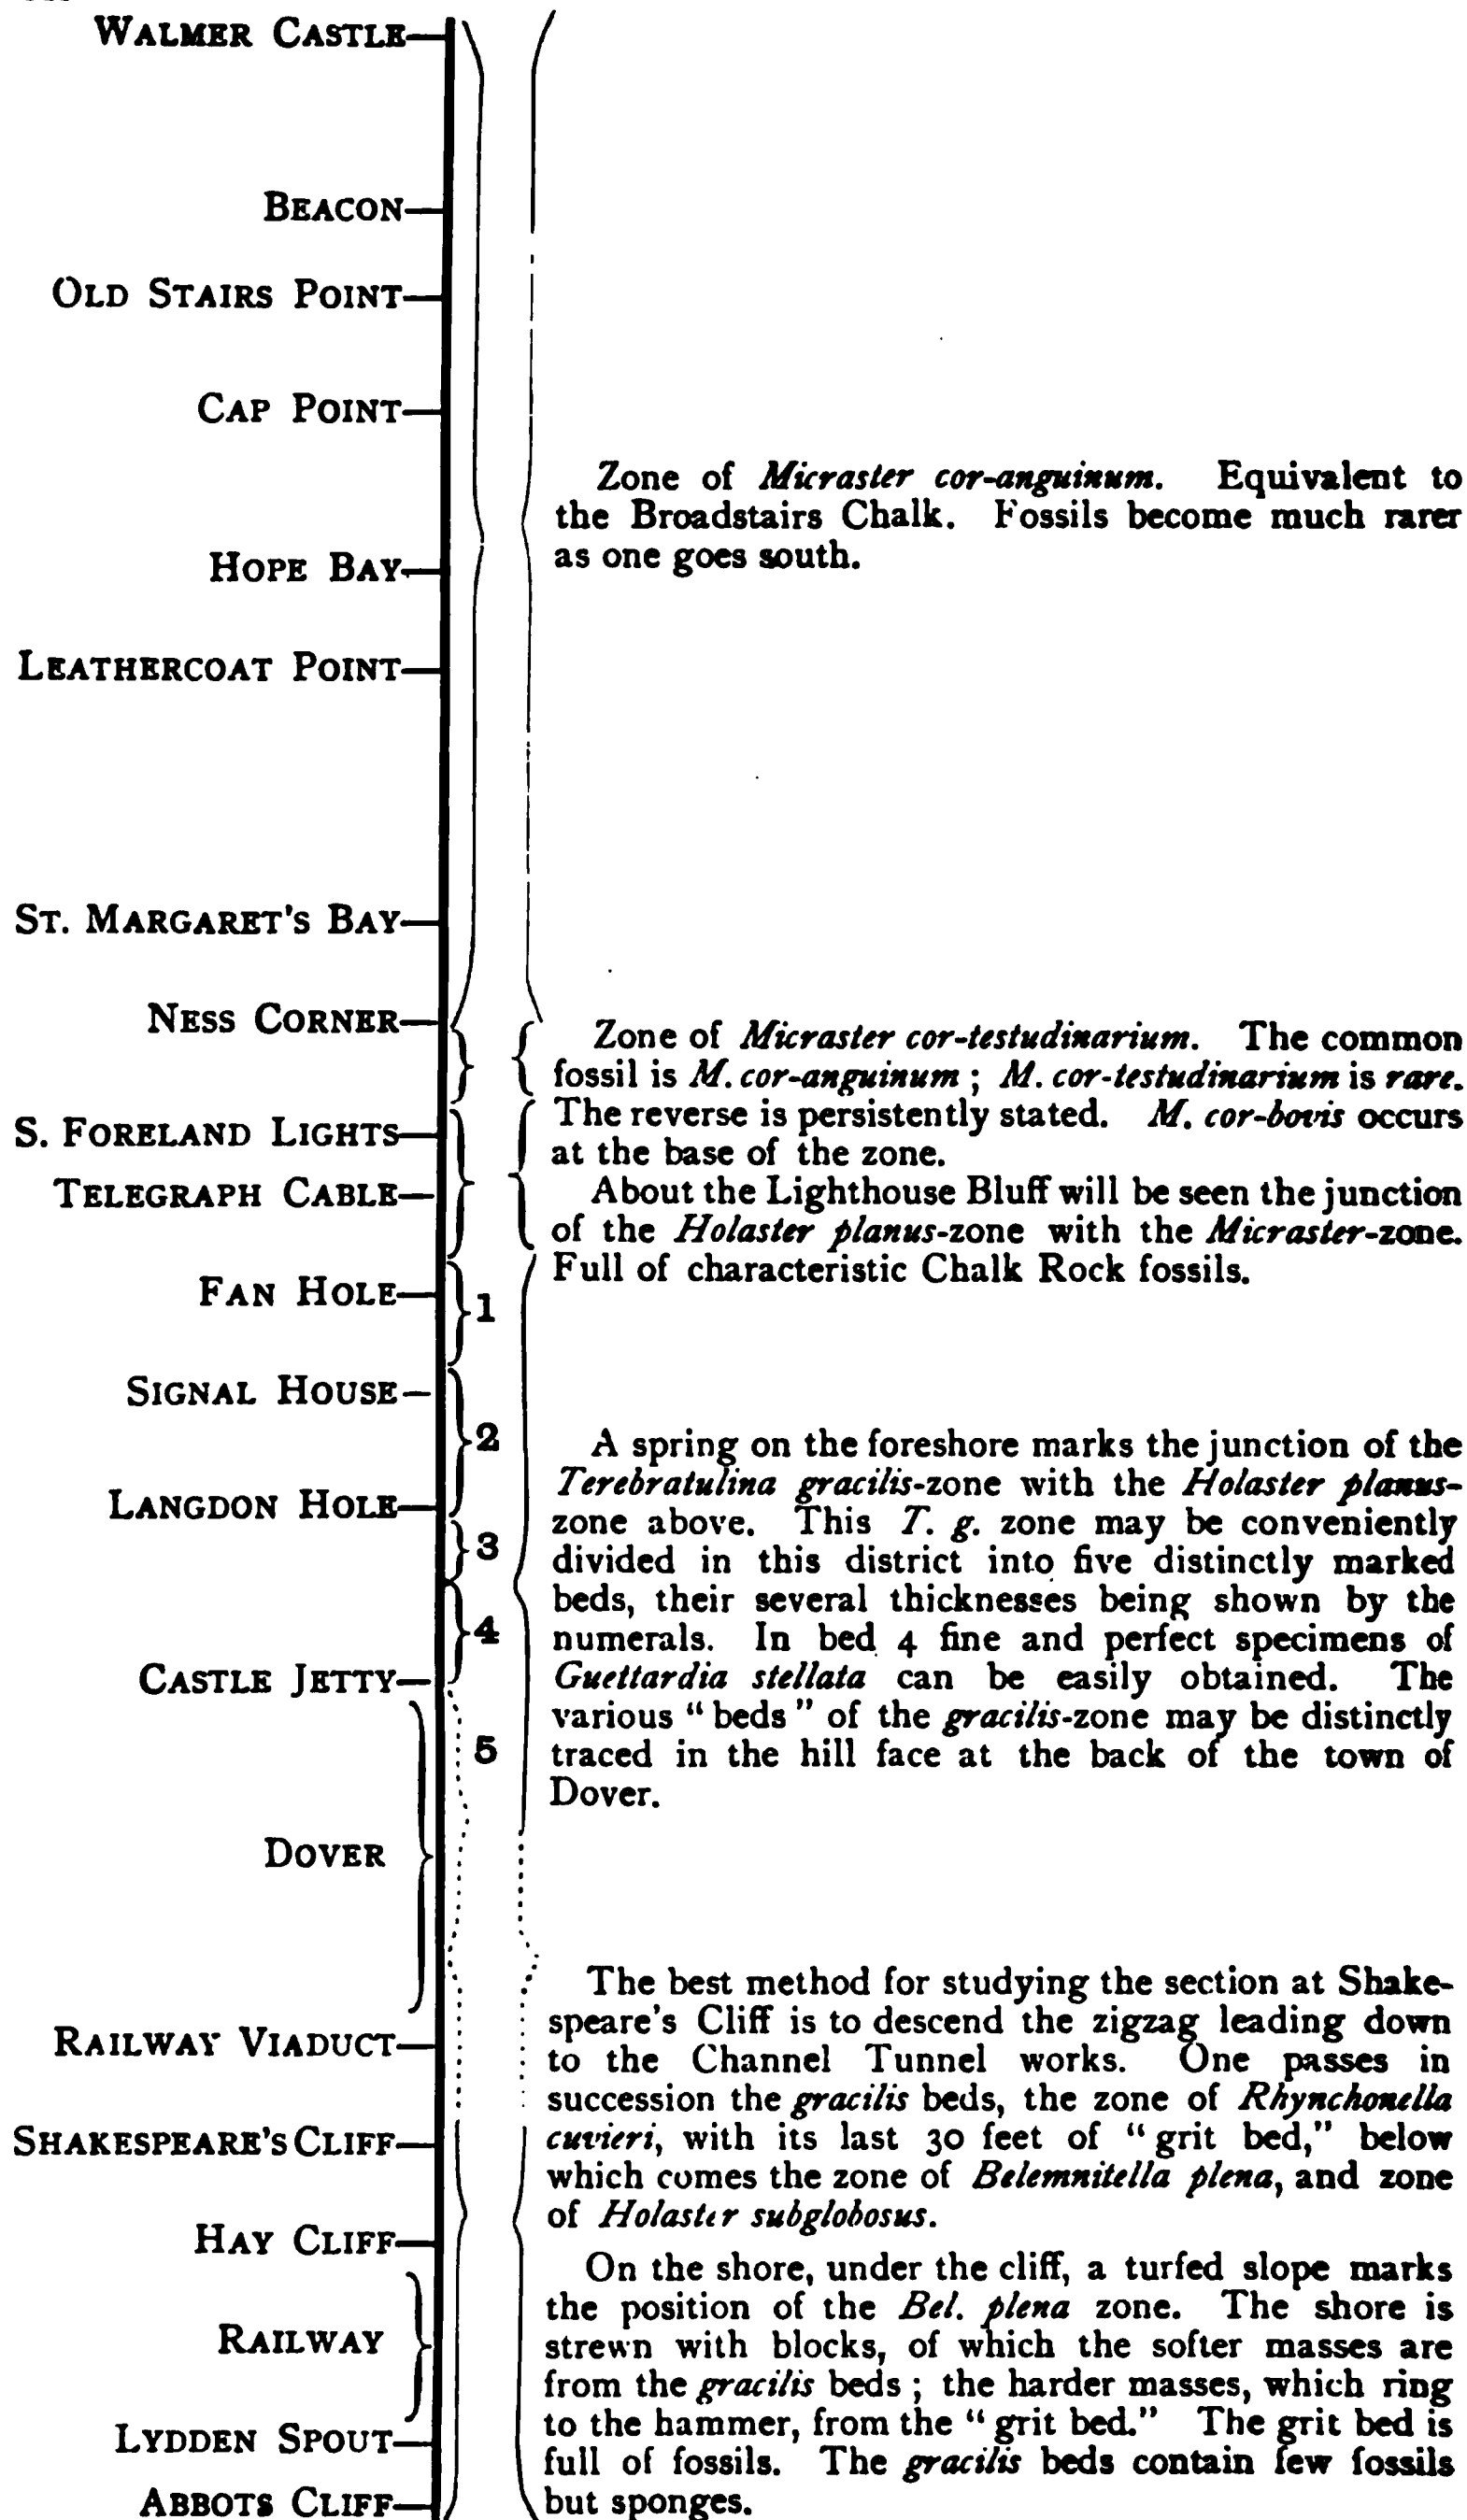 WALMER CASTLE
BEACON
OLD STAIRS POINT
CAP POINT
Zone of Micraster cor-anguinum. Equivalent to
the Broadstairs Chalk. Fossils become much rarer
as one goes south.
HOPE BAY
LEATHERCOAT POINT
ST. MARGARET'S BAY
NESS CORNER
Zone of Micraster cor-testudinarium. The common
fossil is M. cor-anguinum; M. cor-testudinarium is rare.
The reverse is persistently stated. M. cor-bovis occurs
at the base of the zone.
S. FORELAND LIGHTS
TELEGRAPH CABLE
About the Lighthouse Bluff will be seen the junction
of the Holaster planus-zone with the Micraster-zone.
Full of characteristic Chalk Rock fossils.
FAN HOLE
1
SIGNAL HOUSE
2
LANGDON HOLE
3
4
CASTLE JETTY
5
A spring on the foreshore marks the junction of the
Terebratulina gracilis-zone with the Holaster planus-
zone above. This T. g. zone may be conveniently
divided in this district into five distinctly marked
beds, their several thicknesses being shown by the
numerals. In bed 4 fine and perfect specimens of
Guettardia stellata can be easily obtained. The
various "beds" of the gracilis-zone may be distinctly
traced in the hill face at the back of the town of
Dover.
DOVER
RAILWAY VIADUCT
SHAKESPEARE'S CLIFF
The best method for studying the section at Shake-
speare's Cliff is to descend the zigzag leading down
to the Channel Tunnel works. One passes in
succession the gracilis beds, the zone of Rhynchonella
cuvieri, with its last 30 feet of "grit bed," below
which comes the zone of Belemnitella plena, and zone
of Holaster subglobosus.
HAY CLIFF
RAILWAY
LYDDEN SPOUT
ABBOTS CLIFF
On the shore, under the cliff, a turfed slope marks
the position of the Bel. plena zone. The shore is
strewn with blocks, of which the softer masses are
from the gracilis beds; the harder masses, which ring
to the hammer, from the "grit bed." The grit bed is
full of fossils. The gracilis beds contain few fossils
but sponges.